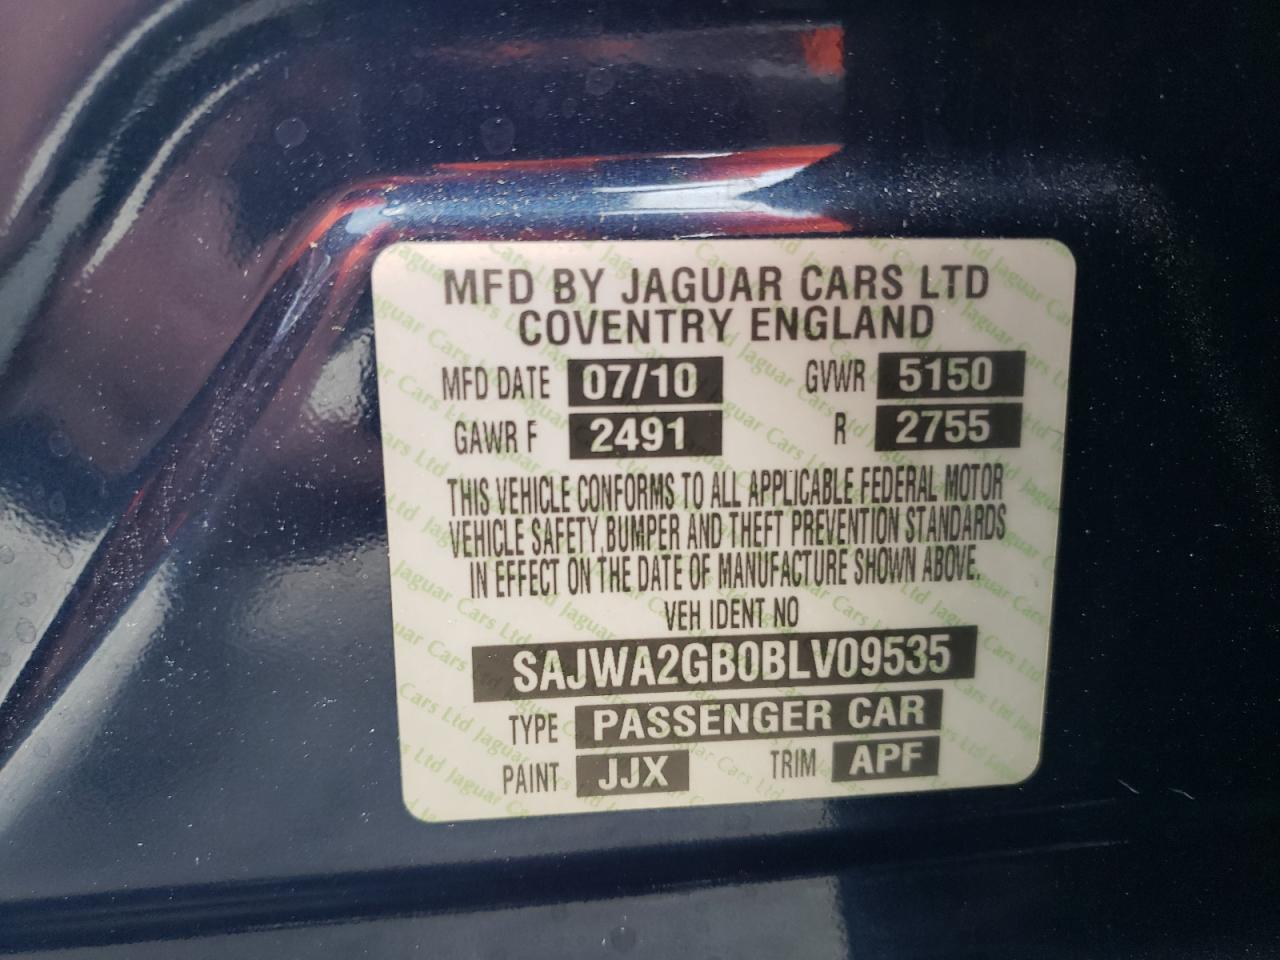 MFD BY JAGUAR CARS LTD
COVENTRY ENGLAND
MFD DATE 07/10 GVWR 5150
GAWR F 2491 R 2755
THIS VEHICLE CONFORMS TO ALL APPLICABLE FEDERAL MOTOR
VEHICLE SAFETY,BUMPER AND THEFT PREVENTION STANDARDS
IN EFFECT ON THE DATE OF MANUFACTURE SHOWN ABOVE.
VEH IDENT NO
SAJWA2GB0BLV09535
TYPE PASSENGER CAR
PAINT JJX TRIM APF